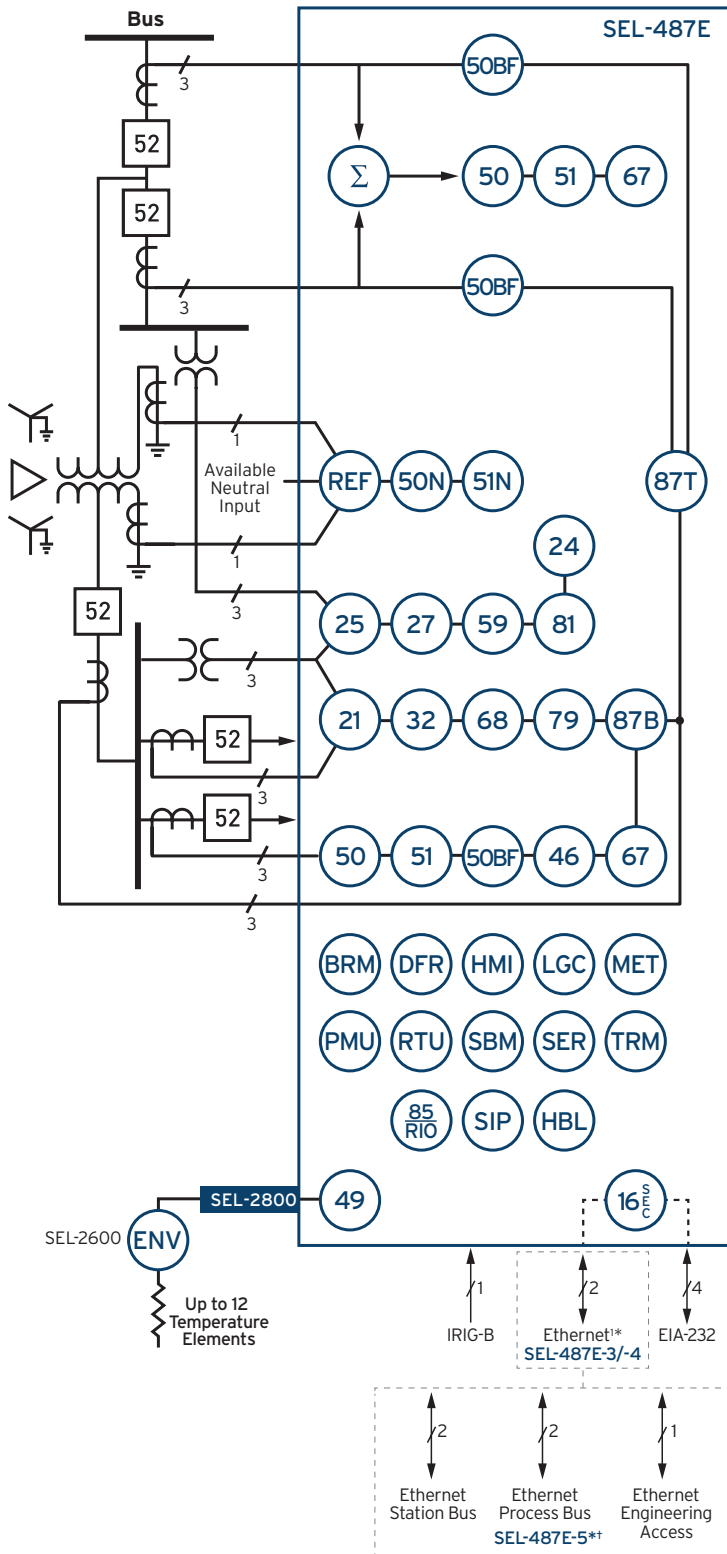 Bus
SEL-487E
3
50BF
52
Σ
50
51
67
52
3
50BF
1
Available
Neutral
Input
REF
50N
51N
87T
1
24
52
3
25
27
59
81
3
21
32
68
79
87B
52
3
52
3
50
51
50BF
46
67
3
BRM
DFR
HMI
LGC
MET
PMU
RTU
SBM
SER
TRM
85
RIO
SIP
HBL
SEL-2800
49
16 SEC
SEL-2600
ENV
Up to 12
Temperature
Elements
1
2
4
IRIG-B
Ethernet¹*
EIA-232
SEL-487E-3/-4
2
2
1
Ethernet
Station Bus
Ethernet
Process Bus
SEL-487E-5*†
Ethernet
Engineering
Access